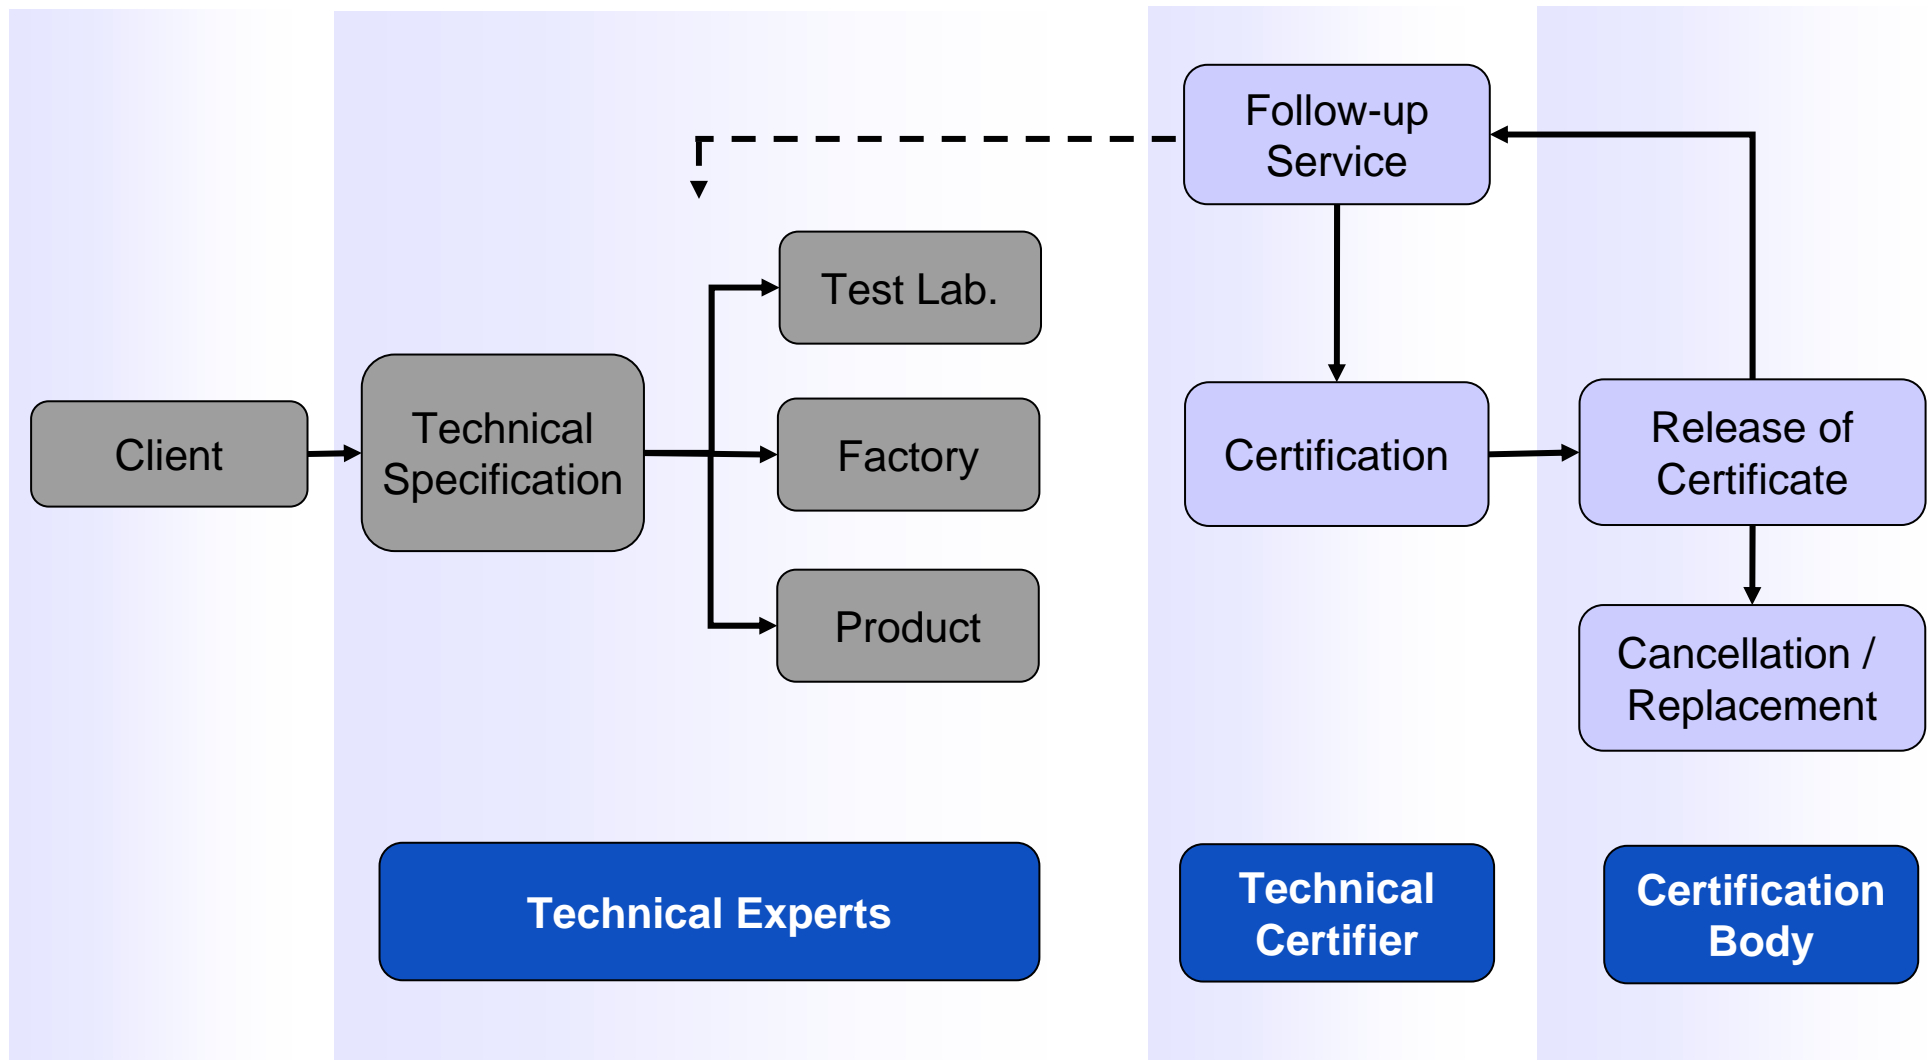 Follow-up
Service
Test Lab.
Client
Technical
Specification
Factory
Certification
Release of
Certificate
Product
Cancellation /
Replacement
Technical Experts
Technical
Certifier
Certification
Body